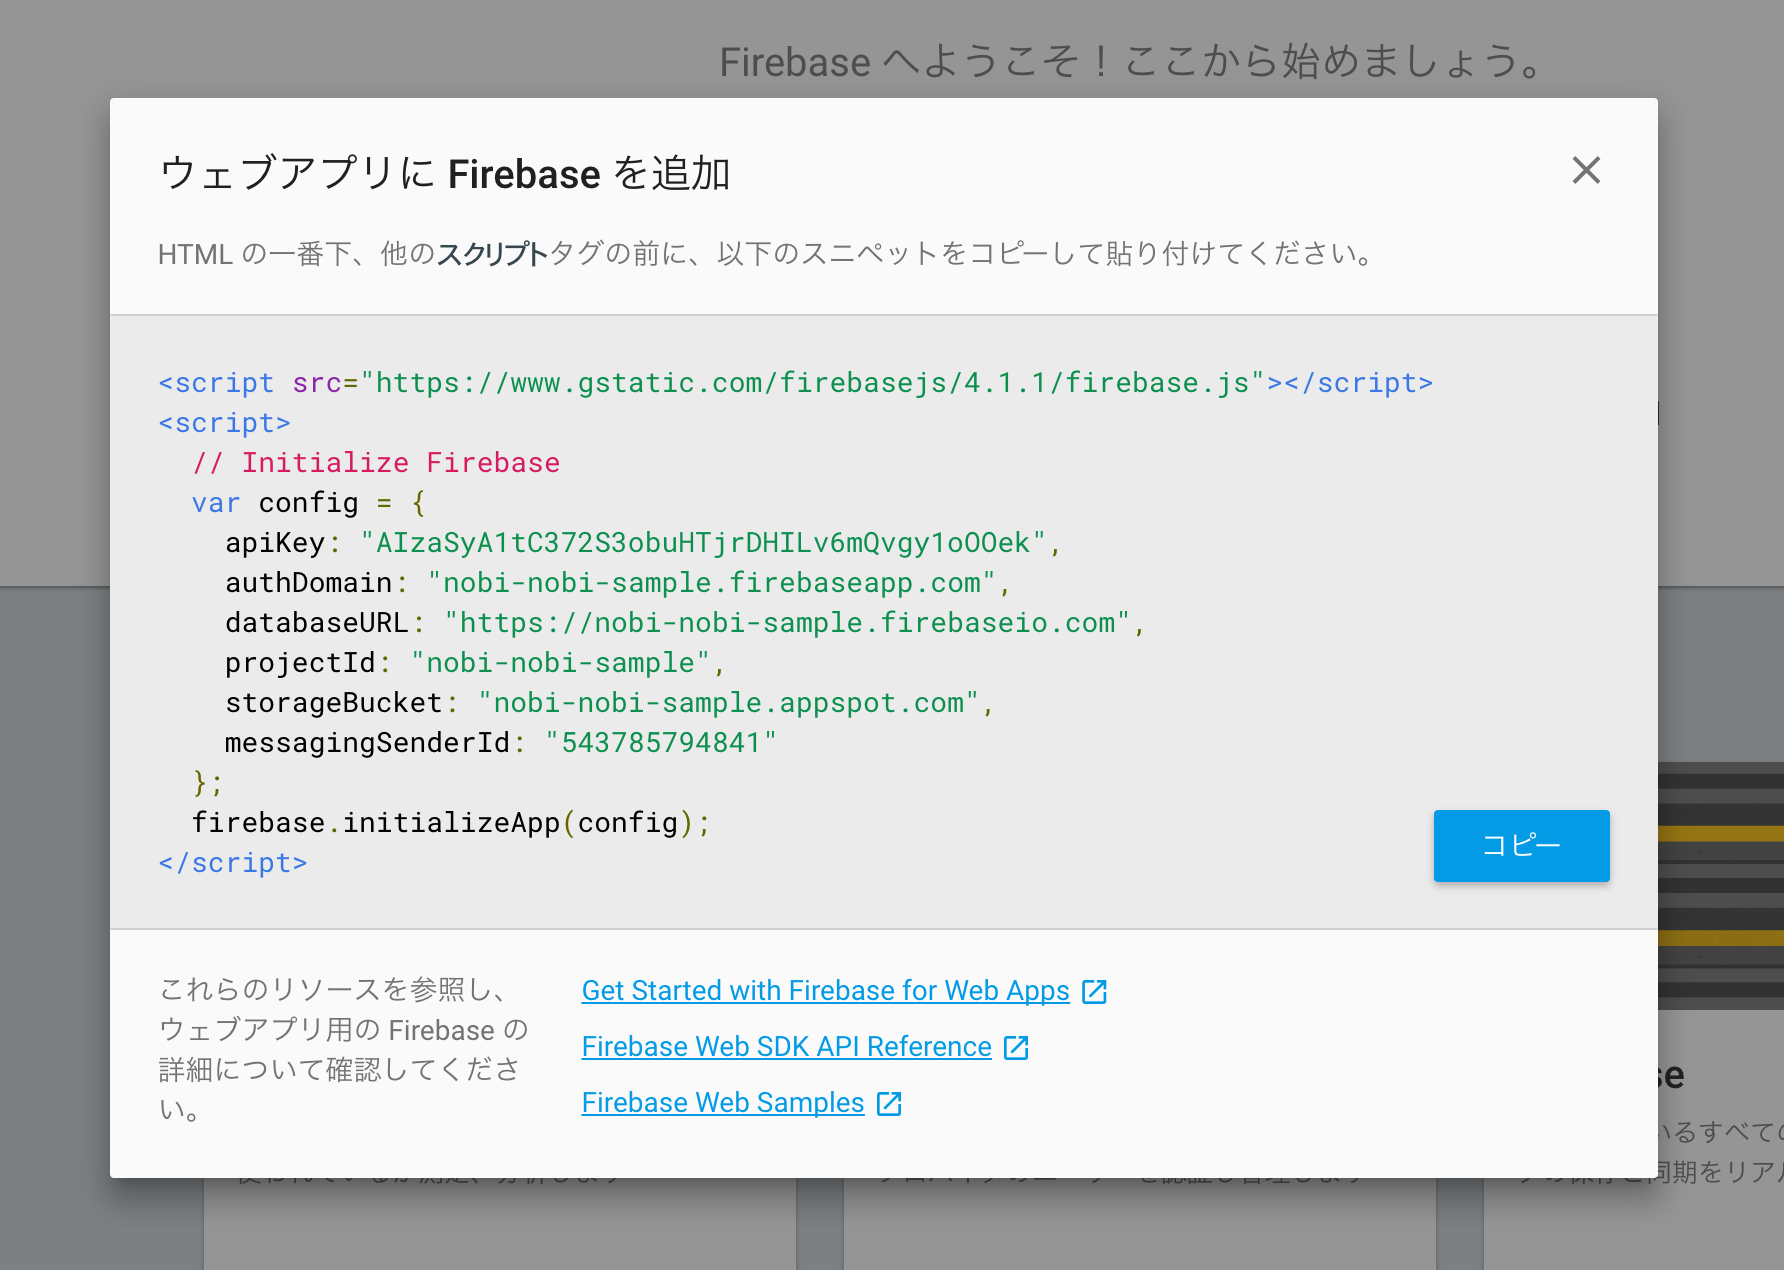 Firebase へようこそ！ここから始めましょう。
ウェブアプリに Firebase を追加
HTML の一番下、他のスクリプトタグの前に、以下のスニペットをコピーして貼り付けてください。
<script src="https://www.gstatic.com/firebasejs/4.1.1/firebase.js"></script>
<script>
  // Initialize Firebase
  var config = {
    apiKey: "AIzaSyA1tC372S3obuHTjrDHILv6mQvgy1oOOek",
    authDomain: "nobi-nobi-sample.firebaseapp.com",
    databaseURL: "https://nobi-nobi-sample.firebaseio.com",
    projectId: "nobi-nobi-sample",
    storageBucket: "nobi-nobi-sample.appspot.com",
    messagingSenderId: "543785794841"
  };
  firebase.initializeApp(config);
</script>
コピー
これらのリソースを参照し、
ウェブアプリ用の Firebase の
詳細について確認してくださ
い。
Get Started with Firebase for Web Apps
Firebase Web SDK API Reference
Firebase Web Samples
se
いるすべての
同期をリアル